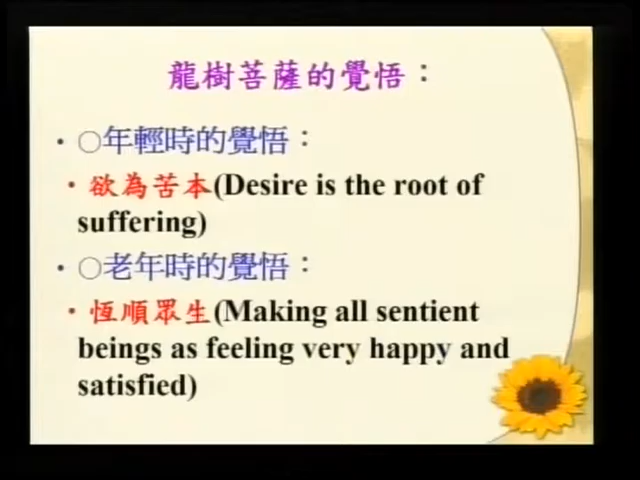 龍樹菩薩的覺悟：
• ○年輕時的覺悟：
• 欲為苦本(Desire is the root of
suffering)
• ○老年時的覺悟：
• 恆順眾生(Making all sentient
beings as feeling very happy and
satisfied)